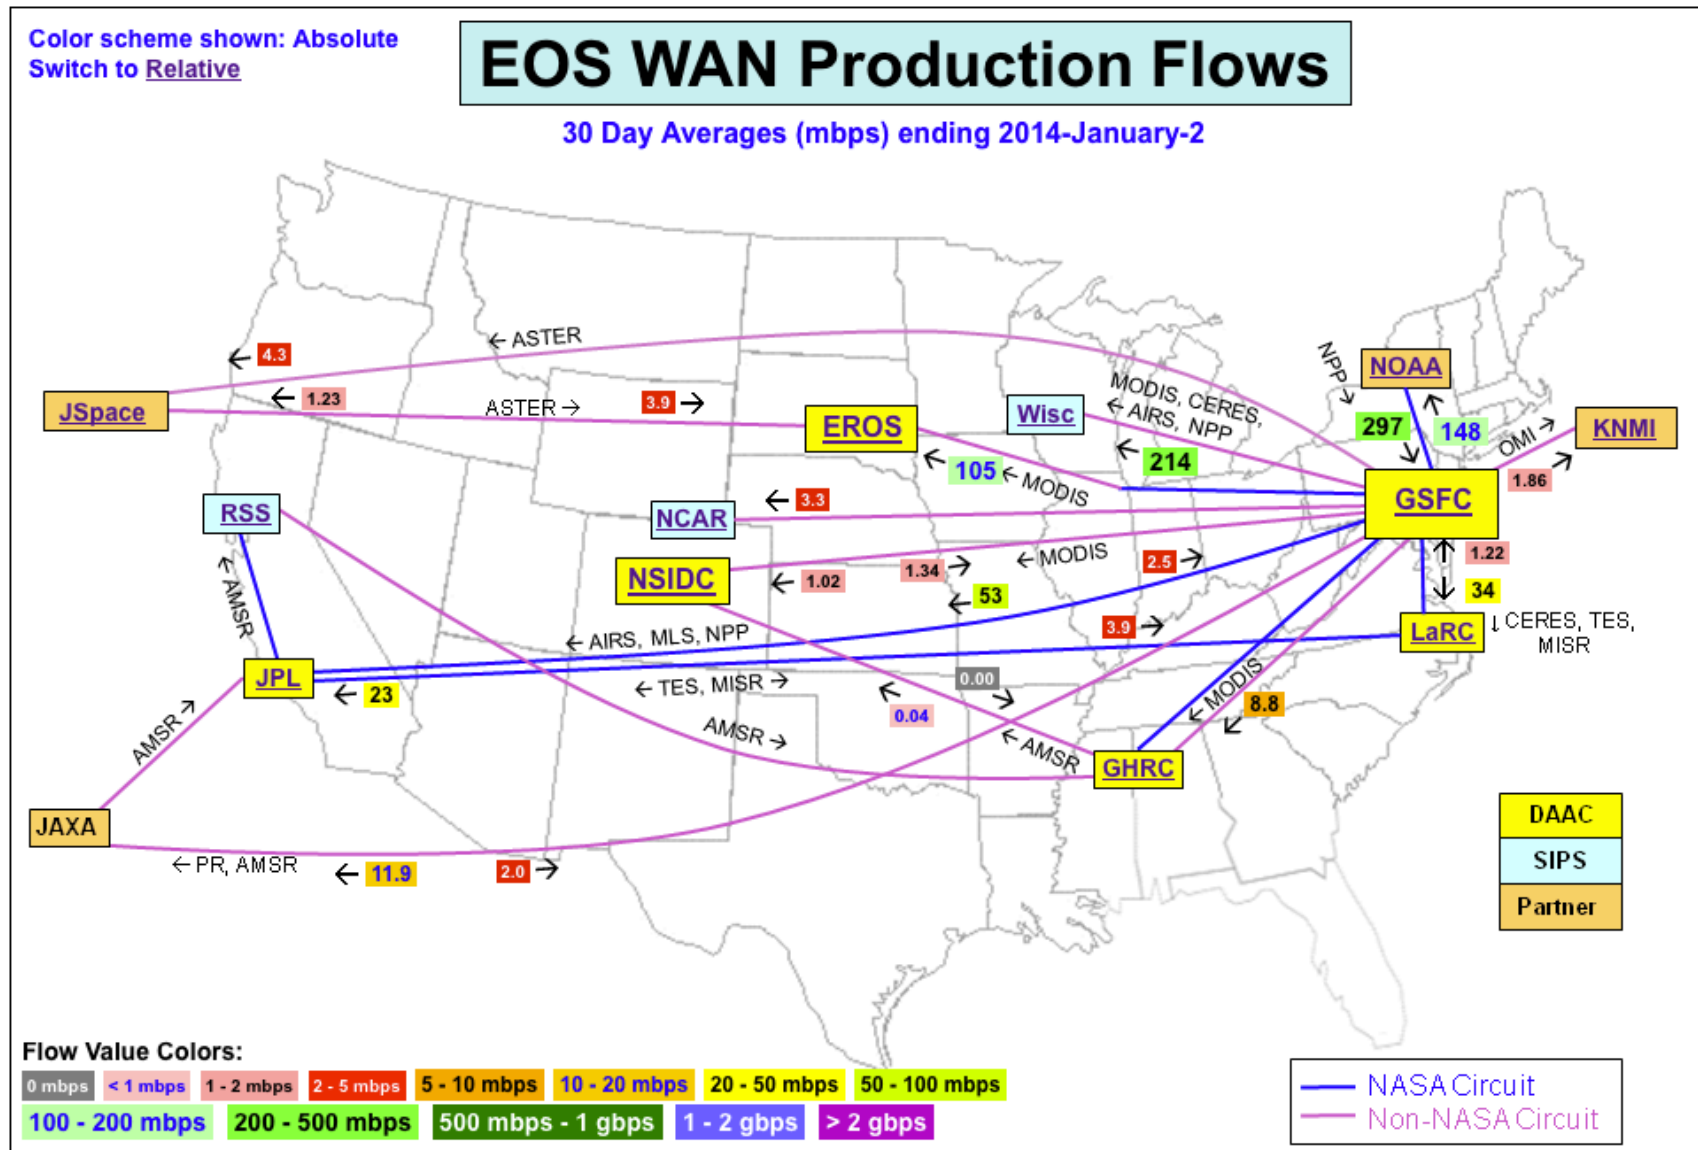 Color scheme shown: Absolute
Switch to Relative
EOS WAN Production Flows
30 Day Averages (mbps) ending 2014-January-2
← ASTER
4.3
JSpace
1.23
ASTER →
3.9
EROS
Wisc
MODIS, CERES,
← AIRS, NPP
214
105
← MODIS
NPP →
NOAA
297
148
OMI →
KNMI
1.86
GSFC
RSS
NCAR
3.3
← MODIS
NSIDC
1.02
1.34
53
2.5
3.9
1.22
34
LaRC
↓ CERES, TES,
MISR
← AMSR
← AIRS, MLS, NPP
JPL
23
← TES, MISR →
0.00
0.04
← MODIS
8.8
AMSR →
AMSR →
← AMSR
GHRC
JAXA
← PR, AMSR
11.9
2.0
DAAC
SIPS
Partner
Flow Value Colors:
0 mbps
< 1 mbps
1 - 2 mbps
2 - 5 mbps
5 - 10 mbps
10 - 20 mbps
20 - 50 mbps
50 - 100 mbps
100 - 200 mbps
200 - 500 mbps
500 mbps - 1 gbps
1 - 2 gbps
> 2 gbps
NASA Circuit
Non-NASA Circuit